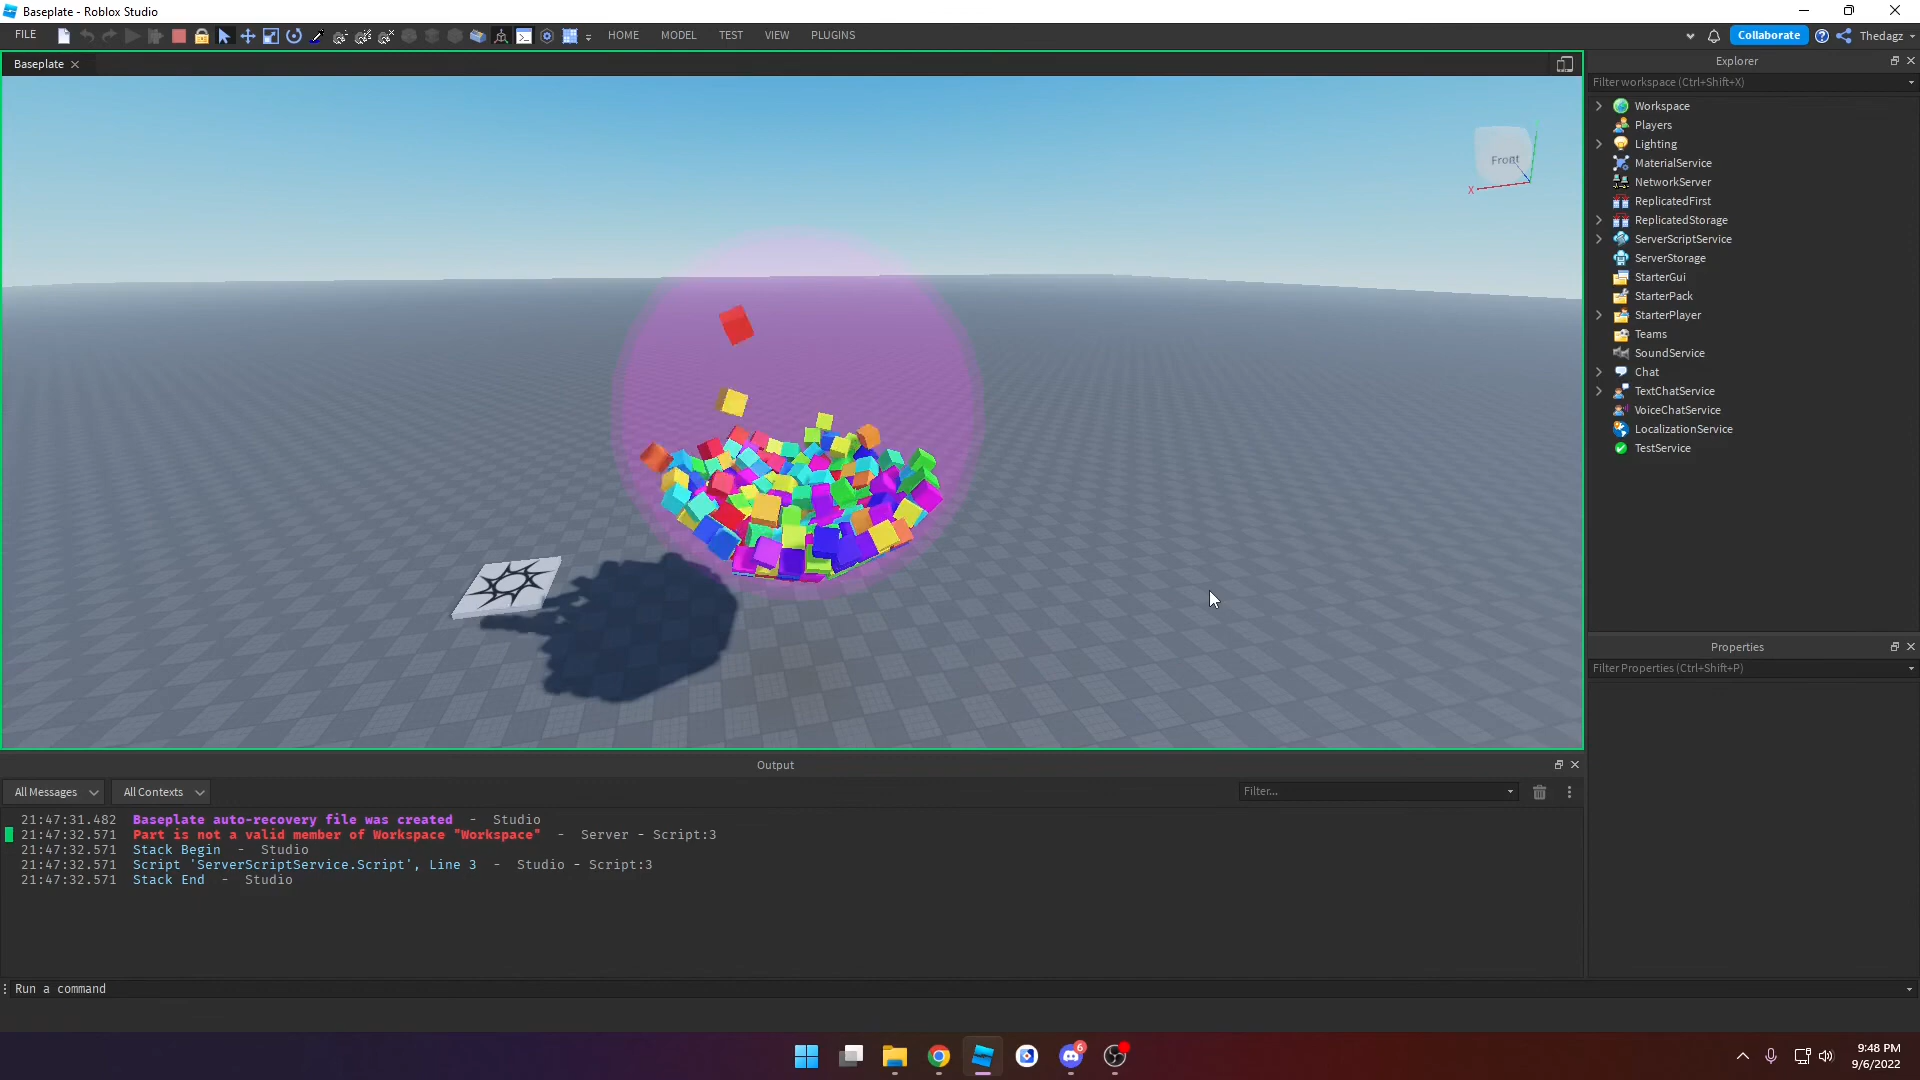 Baseplate - Roblox Studio
FILE HOME MODEL TEST VIEW PLUGINS Collaborate Thedagz
Baseplate
Front
X
Explorer
Filter workspace (Ctrl+Shift+X)
Workspace
Players
Lighting
MaterialService
NetworkServer
ReplicatedFirst
ReplicatedStorage
ServerScriptService
ServerStorage
StarterGui
StarterPack
StarterPlayer
Teams
SoundService
Chat
TextChatService
VoiceChatService
LocalizationService
TestService
Properties
Filter Properties (Ctrl+Shift+P)
Output
All Messages All Contexts Filter...
21:47:31.482 Baseplate auto-recovery file was created - Studio
21:47:32.571 Part is not a valid member of Workspace "Workspace" - Server - Script:3
21:47:32.571 Stack Begin - Studio
21:47:32.571 Script 'ServerScriptService.Script', Line 3 - Studio - Script:3
21:47:32.571 Stack End - Studio
Run a command
6
9:48 PM
9/6/2022